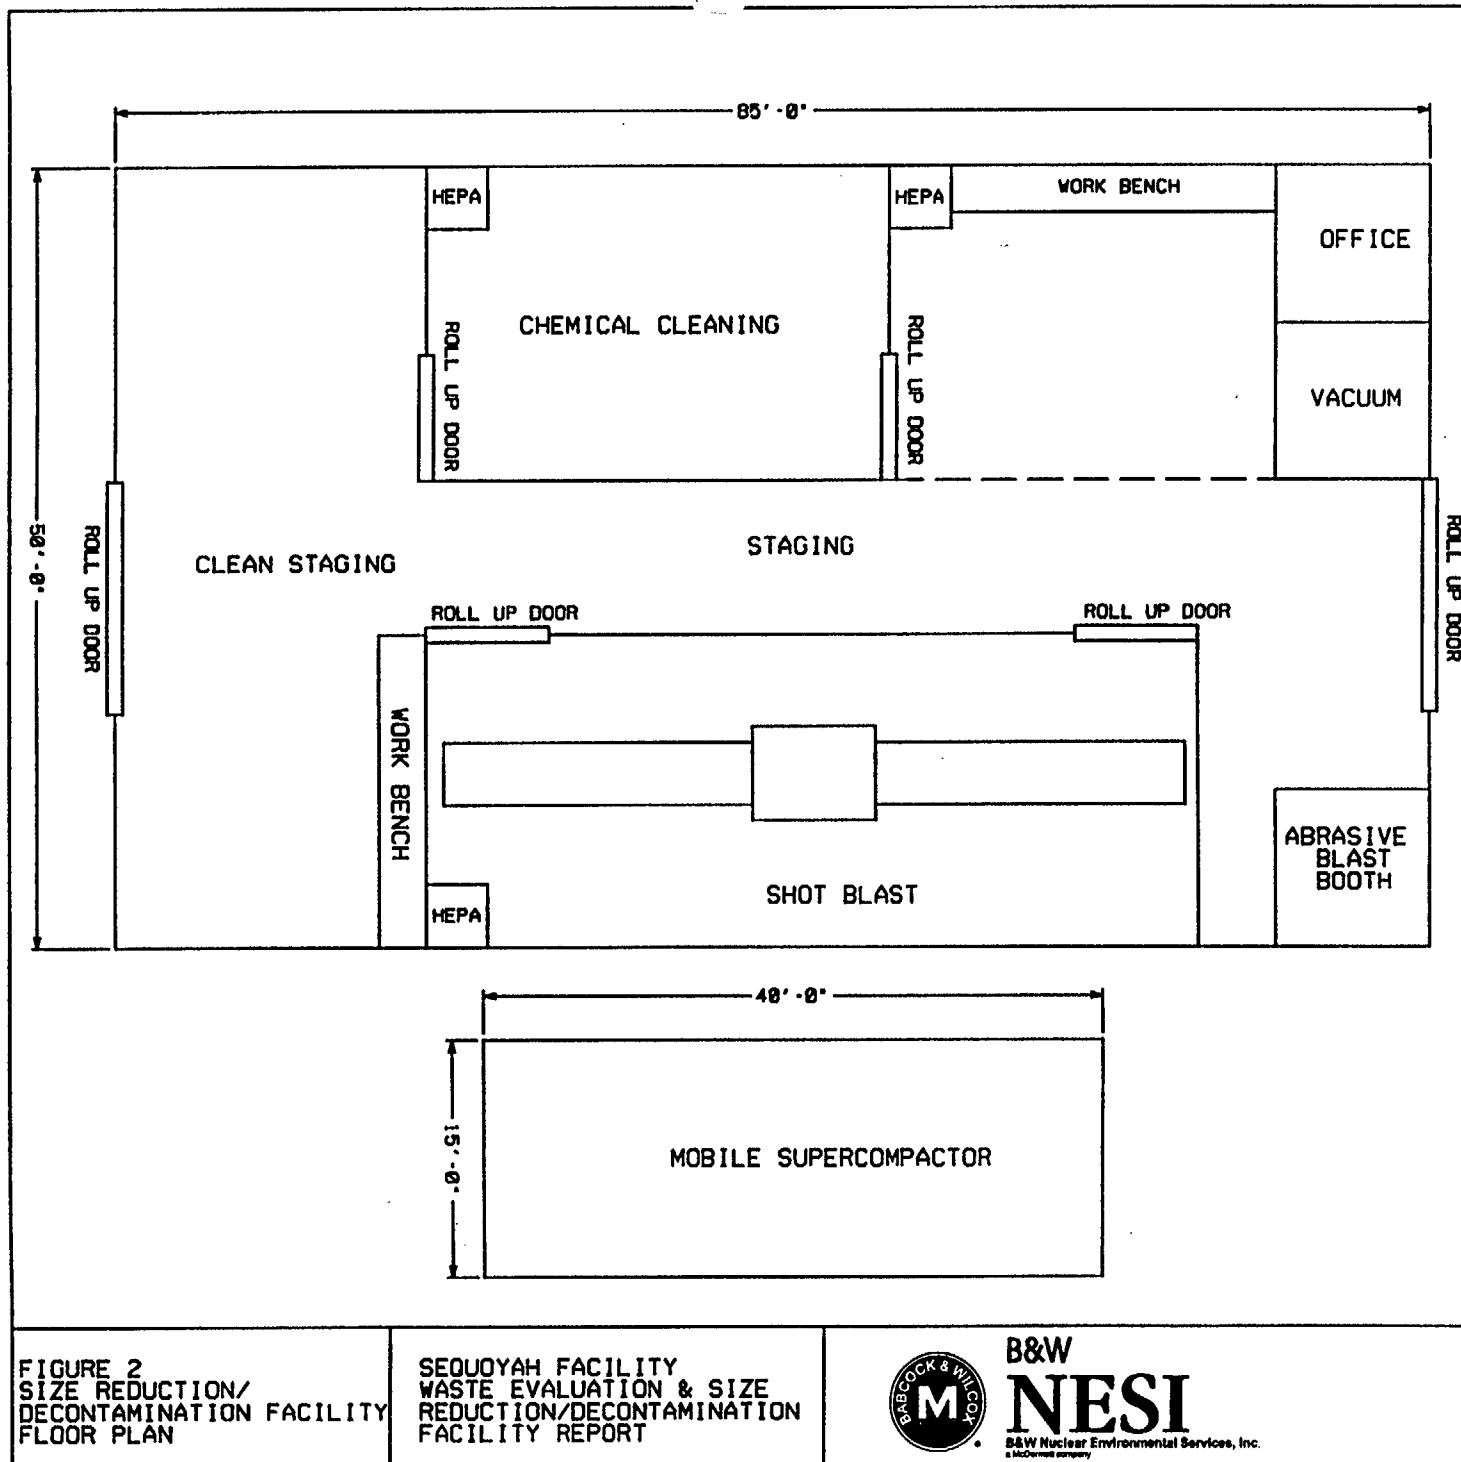 85'-0"
HEPA
HEPA
WORK BENCH
OFFICE
CHEMICAL CLEANING
ROLL UP DOOR
ROLL UP DOOR
VACUUM
50'-0"
ROLL UP DOOR
CLEAN STAGING
STAGING
ROLL UP DOOR
ROLL UP DOOR
ROLL UP DOOR
WORK BENCH
ABRASIVE
BLAST
BOOTH
SHOT BLAST
HEPA
40'-0"
15'-0"
MOBILE SUPERCOMPACTOR
FIGURE 2
SIZE REDUCTION/
DECONTAMINATION FACILITY
FLOOR PLAN
SEQUOYAH FACILITY
WASTE EVALUATION & SIZE
REDUCTION/DECONTAMINATION
FACILITY REPORT
BABCOCK & WILCOX
M
B&W
NESI
B&W Nuclear Environmental Services, Inc.
a McDermott company